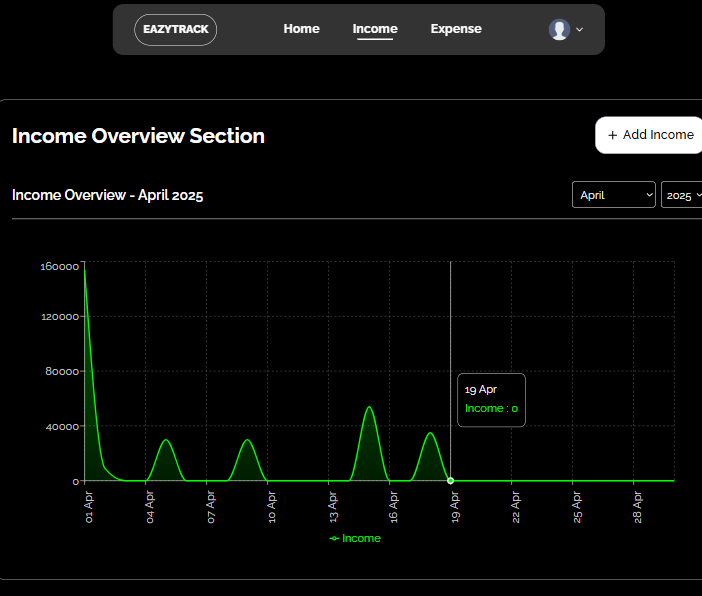 EAZYTRACK Home Income Expense
Income Overview Section
+ Add Income
Income Overview - April 2025
April 2025
160000
120000
80000
40000
0
19 Apr
Income : 0
01 Apr 04 Apr 07 Apr 10 Apr 13 Apr 16 Apr 19 Apr 22 Apr 25 Apr 28 Apr
Income